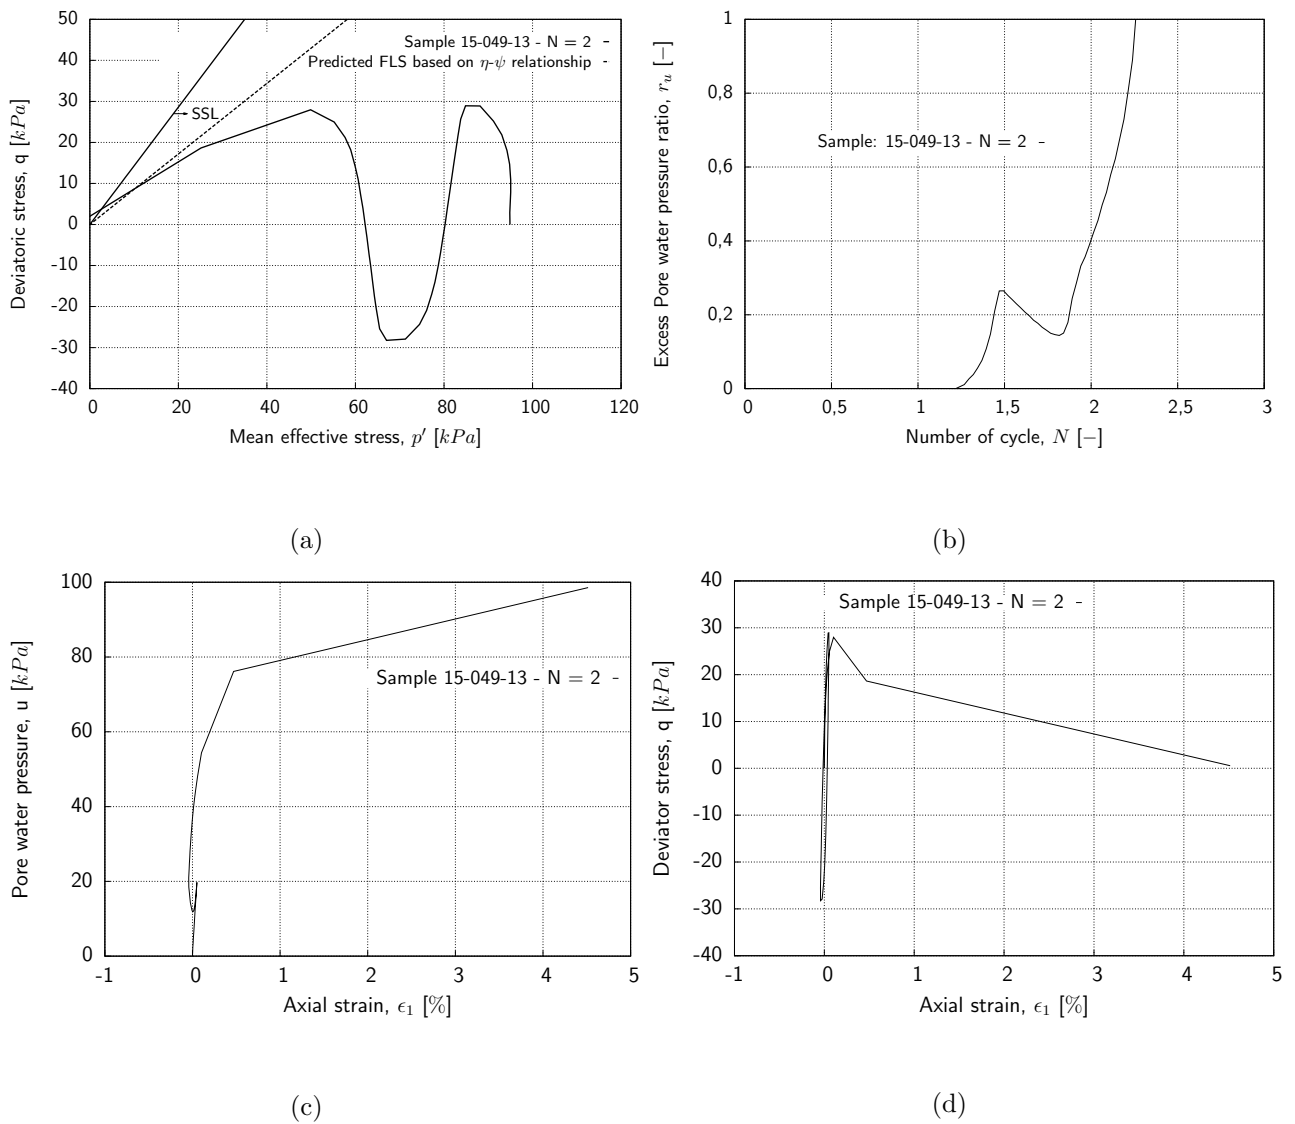 50
40
30
20
10
0
-10
-20
-30
-40
Deviatoric stress, q [kPa]
Sample 15-049-13 - N = 2
Predicted FLS based on η-ψ relationship
SSL
0 20 40 60 80 100 120
Mean effective stress, p′ [kPa]
(a)
1
0,8
0,6
0,4
0,2
0
Excess Pore water pressure ratio, r_u [−]
Sample: 15-049-13 - N = 2
0 0,5 1 1,5 2 2,5 3
Number of cycle, N [−]
(b)
100
80
60
40
20
0
Pore water pressure, u [kPa]
Sample 15-049-13 - N = 2
-1 0 1 2 3 4 5
Axial strain, ϵ₁ [%]
(c)
40
30
20
10
0
-10
-20
-30
-40
Deviator stress, q [kPa]
Sample 15-049-13 - N = 2
-1 0 1 2 3 4 5
Axial strain, ϵ₁ [%]
(d)